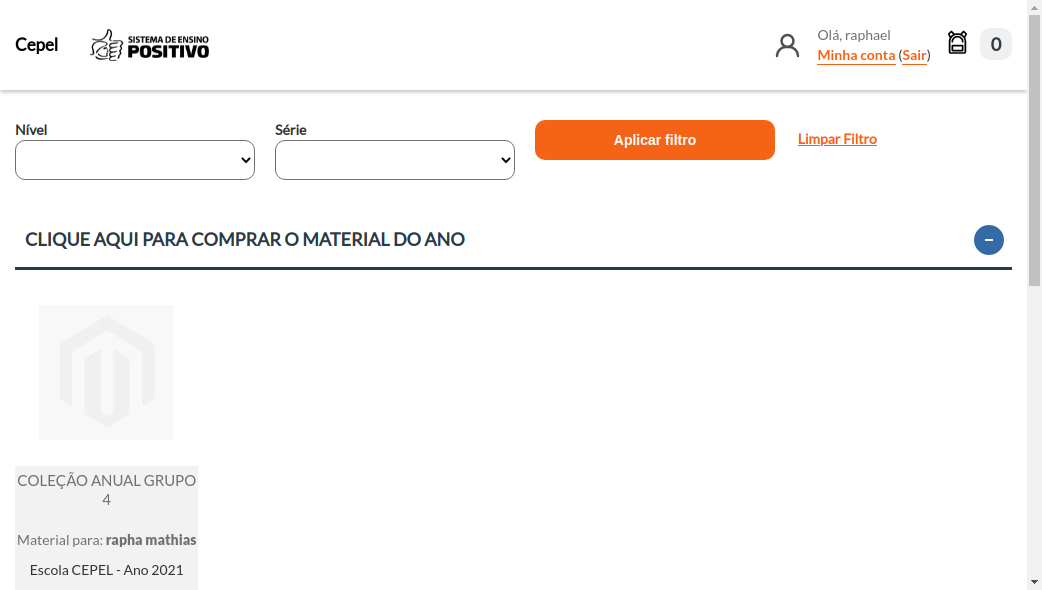 Cepel
SISTEMA DE ENSINO
POSITIVO
Olá, raphael
Minha conta (Sair)
0
Nível
Série
Aplicar filtro
Limpar Filtro
CLIQUE AQUI PARA COMPRAR O MATERIAL DO ANO
COLEÇÃO ANUAL GRUPO
4
Material para: rapha mathias
Escola CEPEL - Ano 2021